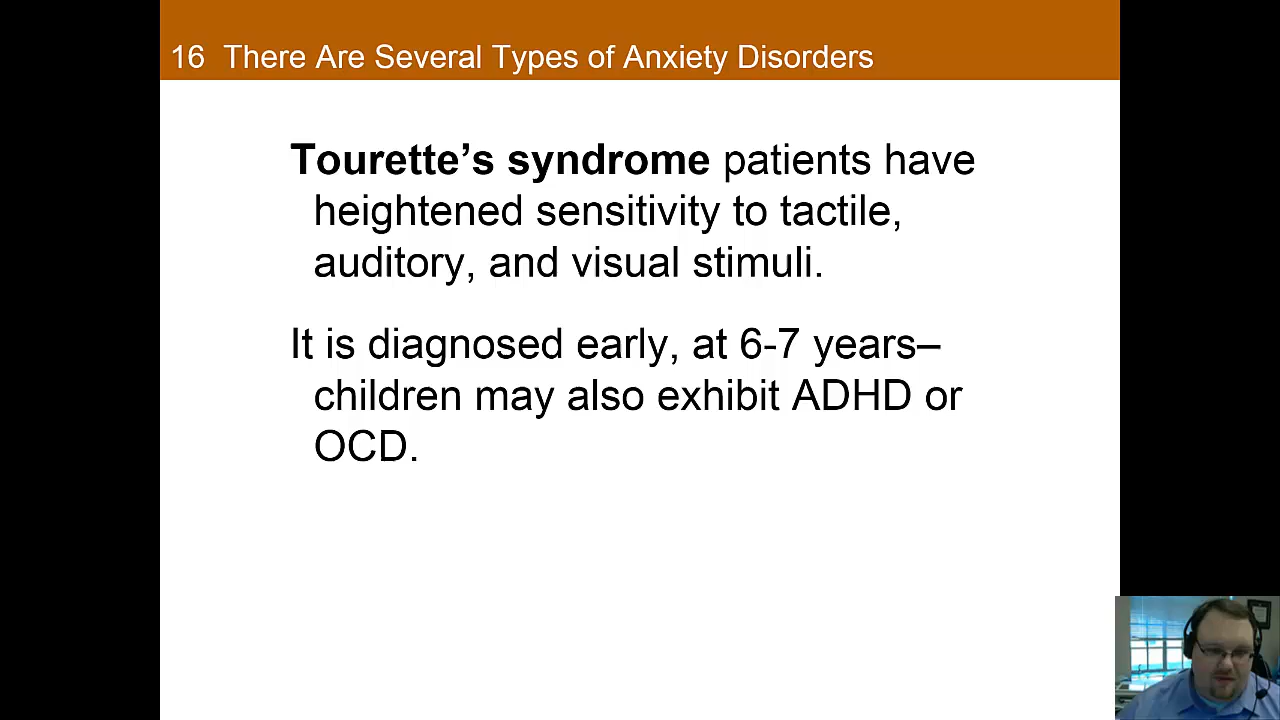 16 There Are Several Types of Anxiety Disorders
Tourette’s syndrome patients have
heightened sensitivity to tactile,
auditory, and visual stimuli.
It is diagnosed early, at 6-7 years–
children may also exhibit ADHD or
OCD.